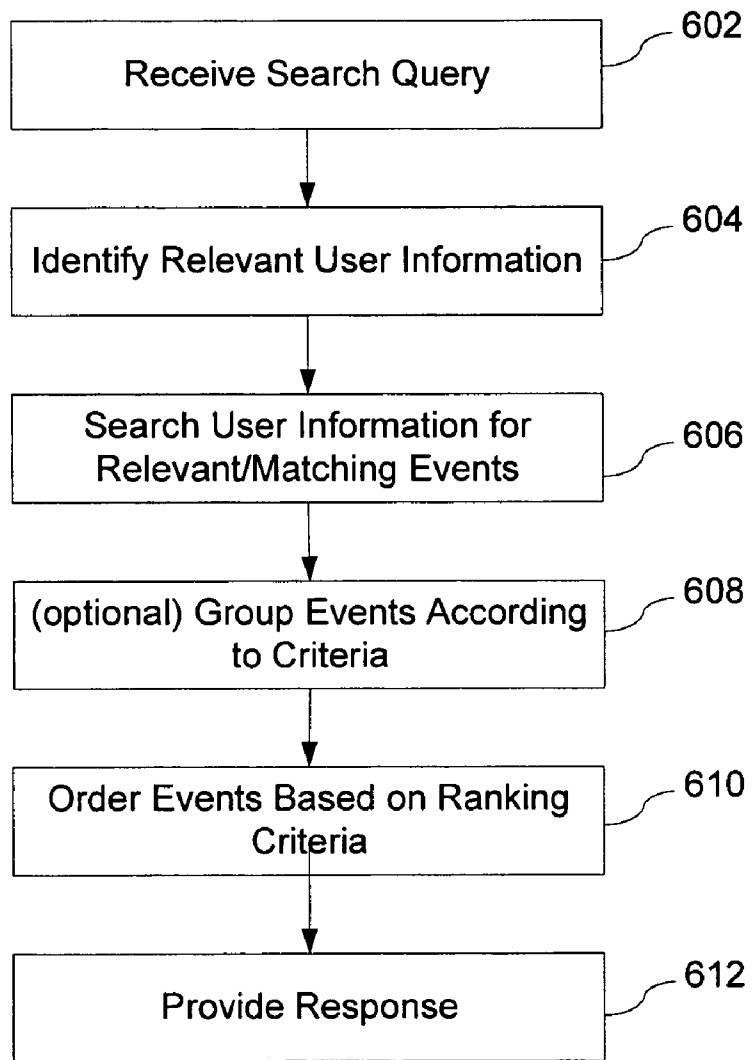 602
Receive Search Query
604
Identify Relevant User Information
Search User Information for
Relevant/Matching Events
606
(optional) Group Events According
to Criteria
608
Order Events Based on Ranking
Criteria
610
Provide Response
612